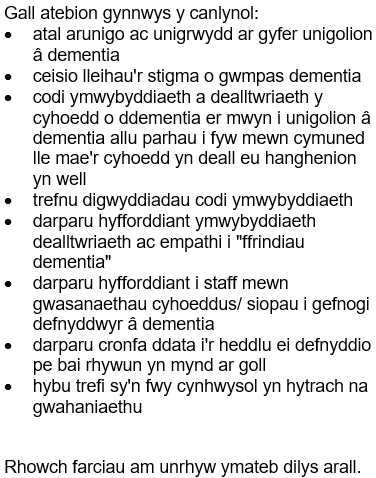 Gall atebion gynnwys y canlynol:
• atal arunigo ac unigrwydd ar gyfer unigolion
â dementia
• ceisio lleihau'r stigma o gwmpas dementia
• codi ymwybyddiaeth a dealltwriaeth y
cyhoedd o ddementia er mwyn i unigolion â
dementia allu parhau i fyw mewn cymuned
lle mae'r cyhoedd yn deall eu hanghenion
yn well
• trefnu digwyddiadau codi ymwybyddiaeth
• darparu hyfforddiant ymwybyddiaeth
dealltwriaeth ac empathi i "ffrindiau
dementia"
• darparu hyfforddiant i staff mewn
gwasanaethau cyhoeddus/ siopau i gefnogi
defnyddwyr â dementia
• darparu cronfa ddata i'r heddlu ei defnyddio
pe bai rhywun yn mynd ar goll
• hybu trefi sy'n fwy cynhwysol yn hytrach na
gwahaniaethu
Rhowch farciau am unrhyw ymateb dilys arall.